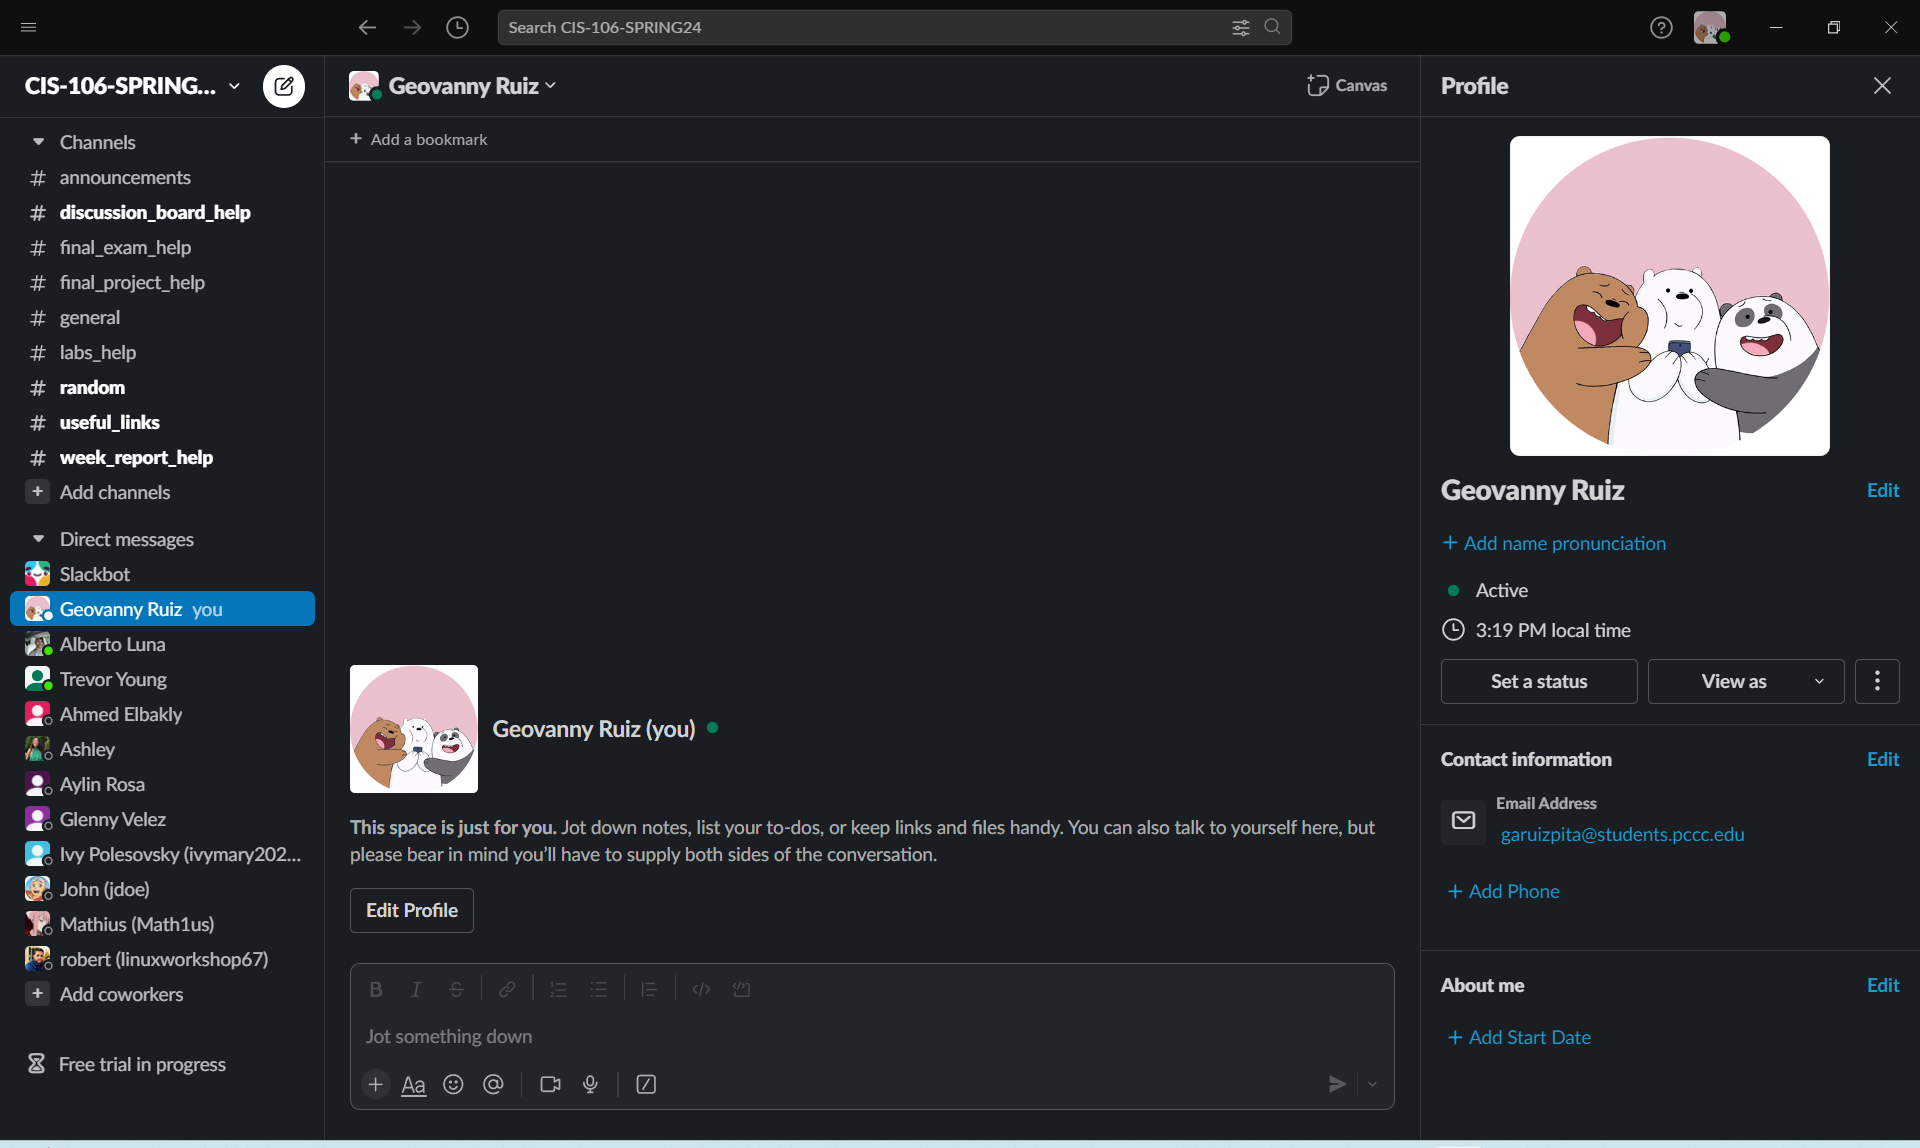 Search CIS-106-SPRING24
CIS-106-SPRING...
Channels
# announcements
# discussion_board_help
# final_exam_help
# final_project_help
# general
# labs_help
# random
# useful_links
# week_report_help
+ Add channels
Direct messages
Slackbot
Geovanny Ruiz you
Alberto Luna
Trevor Young
Ahmed Elbakly
Ashley
Aylin Rosa
Glenny Velez
Ivy Polesovsky (ivymary202...
John (jdoe)
Mathius (Math1us)
robert (linuxworkshop67)
+ Add coworkers
Free trial in progress
Geovanny Ruiz
Canvas
+ Add a bookmark
Geovanny Ruiz (you)
This space is just for you. Jot down notes, list your to-dos, or keep links and files handy. You can also talk to yourself here, but
please bear in mind you’ll have to supply both sides of the conversation.
Edit Profile
Jot something down
Aa
Profile
Geovanny Ruiz
Edit
+ Add name pronunciation
Active
3:19 PM local time
Set a status
View as
Contact information
Edit
Email Address
garuizpita@students.pccc.edu
+ Add Phone
About me
Edit
+ Add Start Date